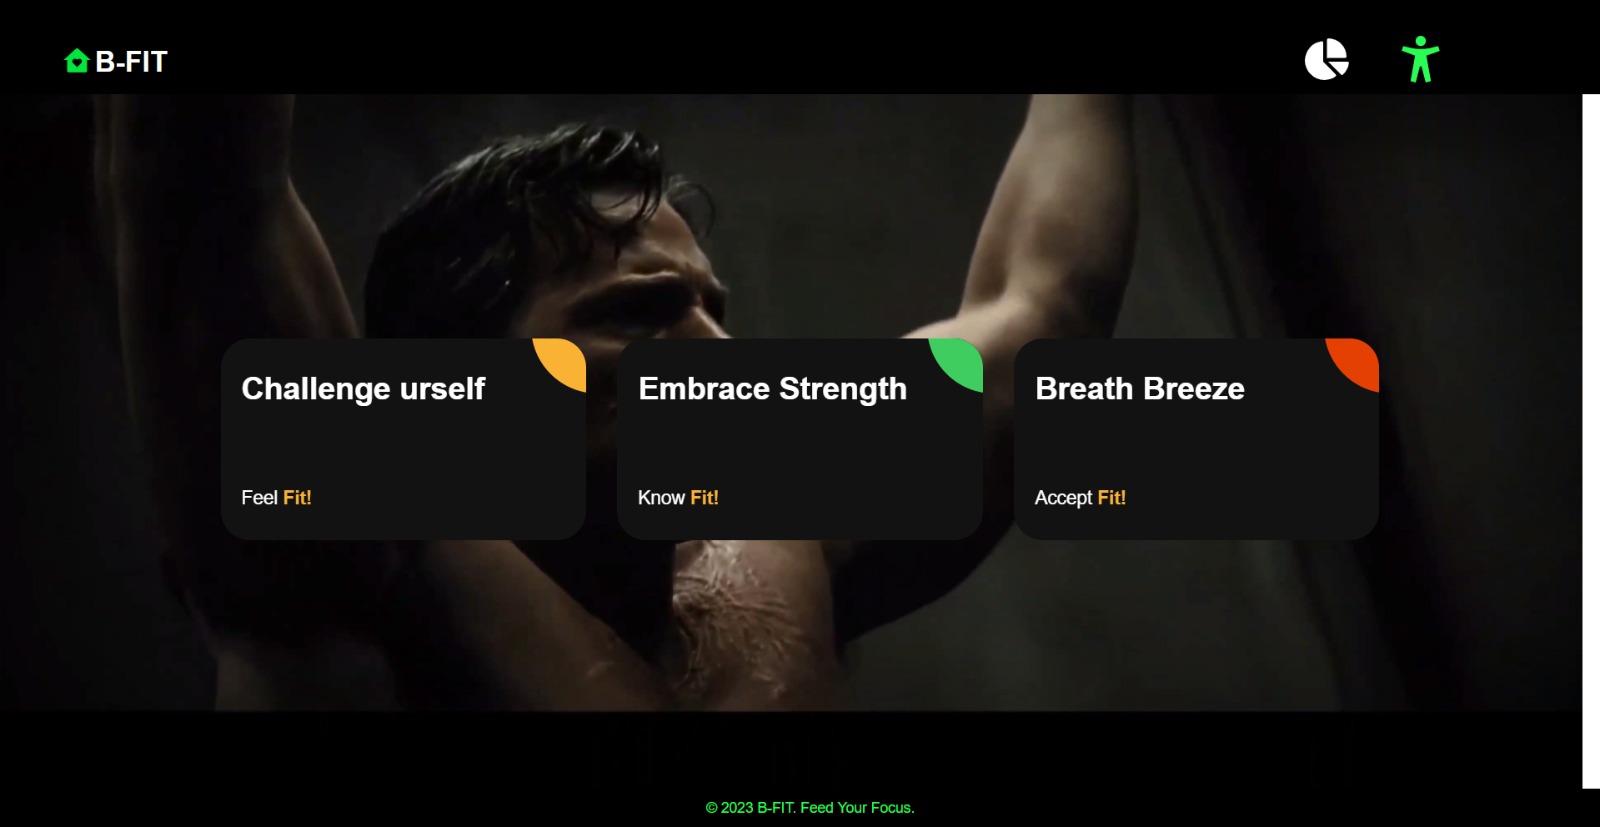 B-FIT
Challenge urself
Feel Fit!
Embrace Strength
Know Fit!
Breath Breeze
Accept Fit!
© 2023 B-FIT. Feed Your Focus.